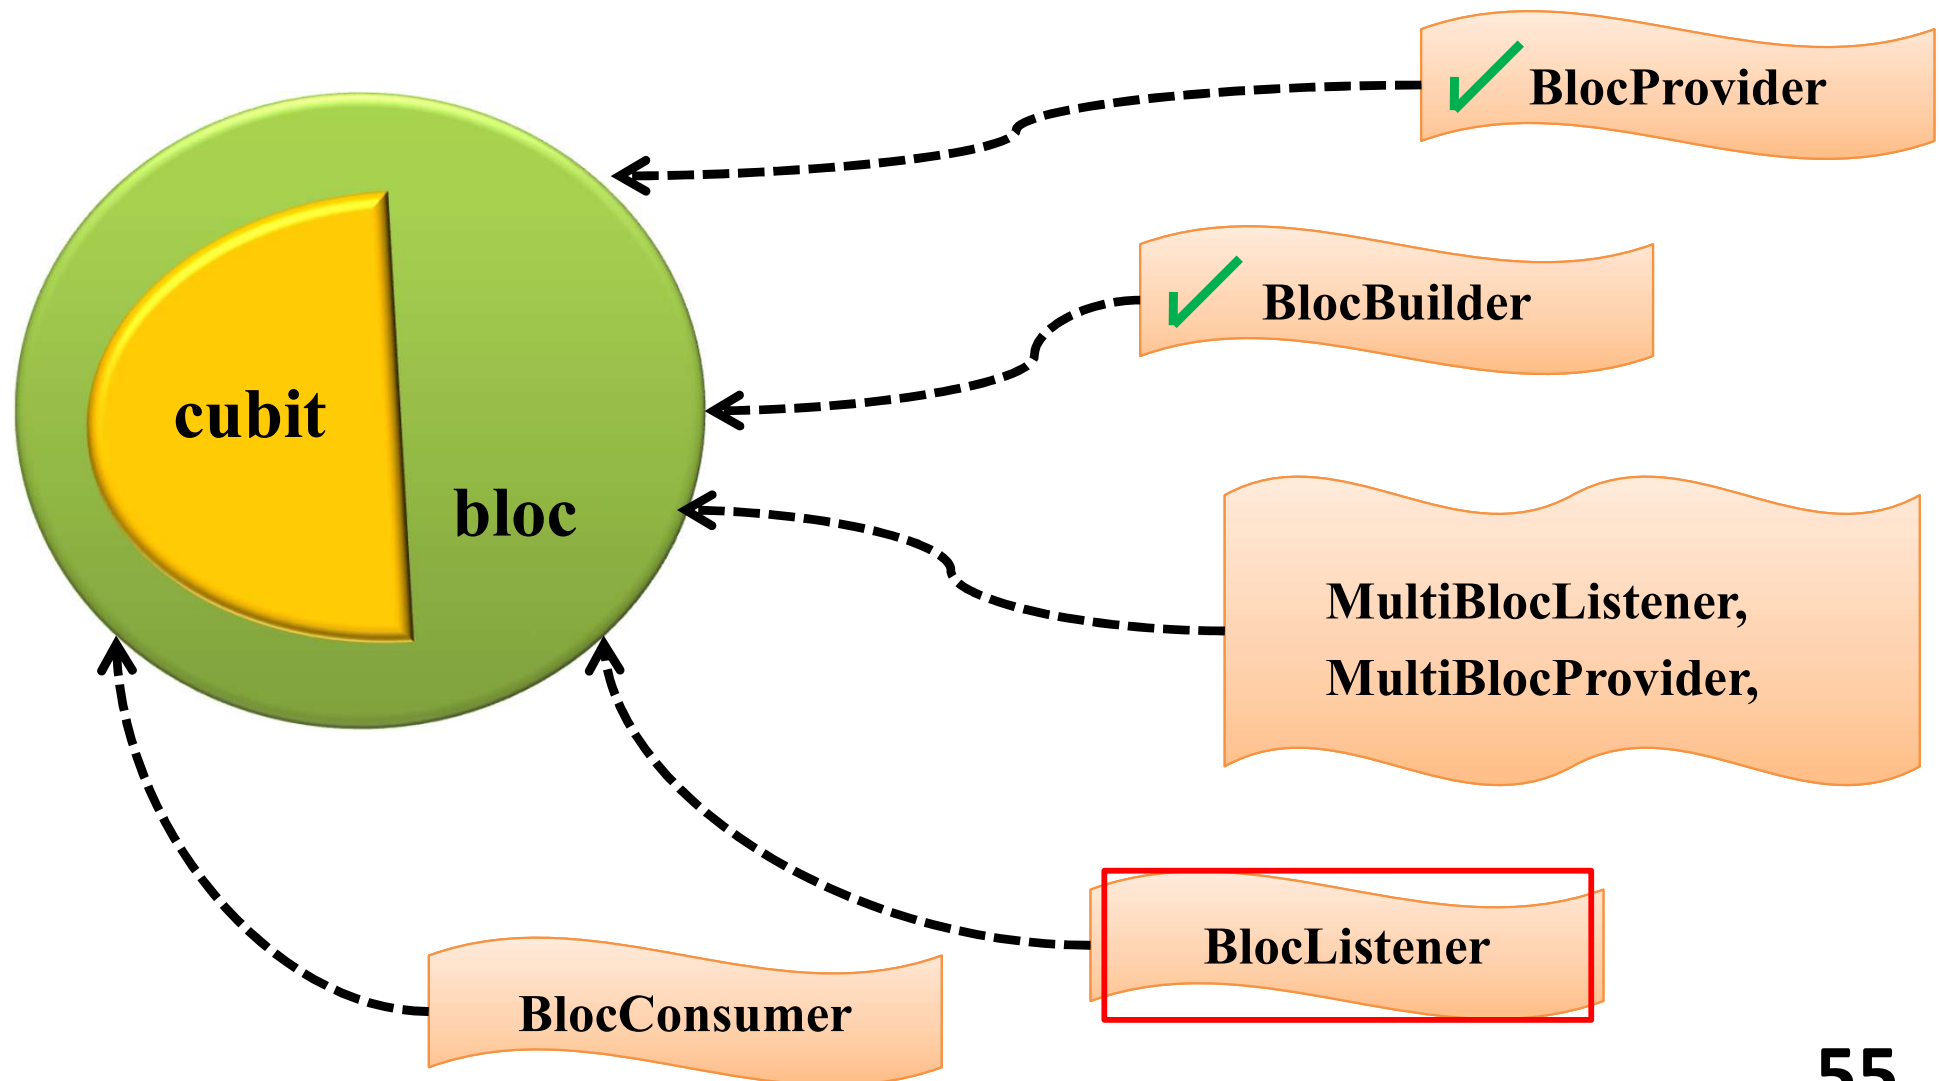 BlocProvider
BlocBuilder
cubit
bloc
MultiBlocListener,
MultiBlocProvider,
BlocListener
BlocConsumer
55